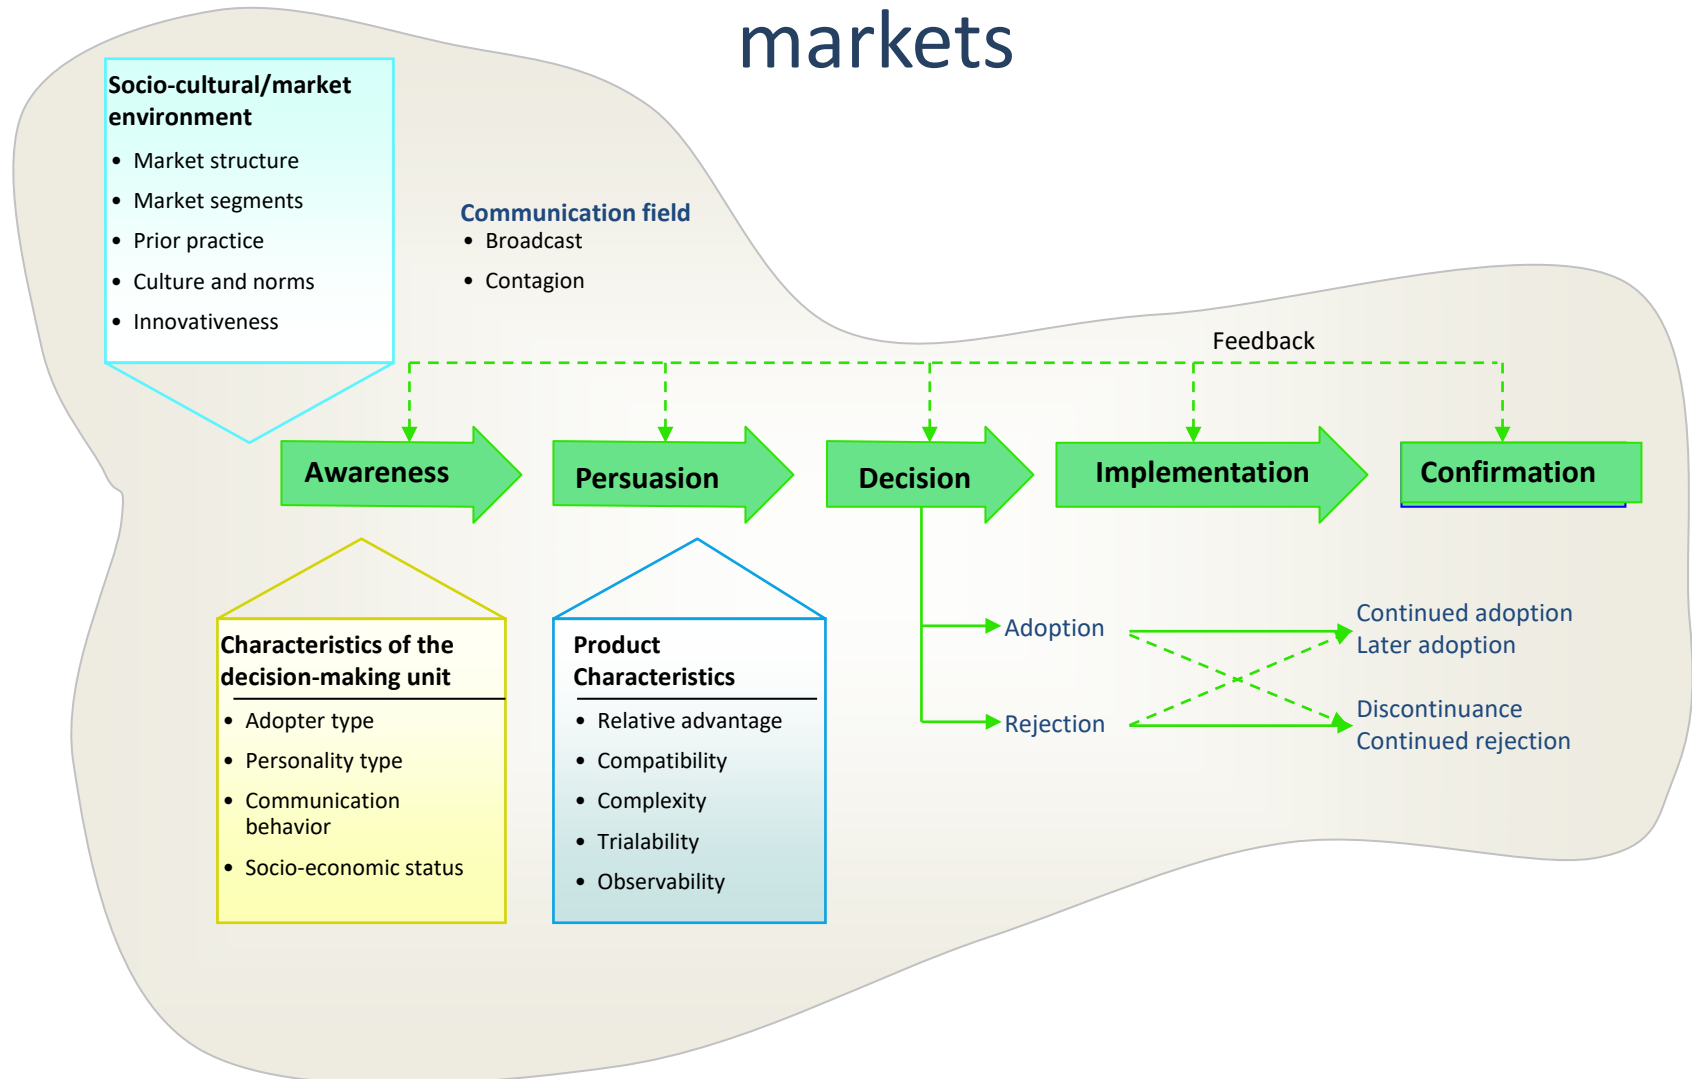 markets
Socio-cultural/market
environment
• Market structure
• Market segments
• Prior practice
• Culture and norms
• Innovativeness
Communication field
• Broadcast
• Contagion
Feedback
Awareness
Persuasion
Decision
Implementation
Confirmation
Characteristics of the
decision-making unit
• Adopter type
• Personality type
• Communication
behavior
• Socio-economic status
Product
Characteristics
• Relative advantage
• Compatibility
• Complexity
• Trialability
• Observability
Adoption
Rejection
Continued adoption
Later adoption
Discontinuance
Continued rejection